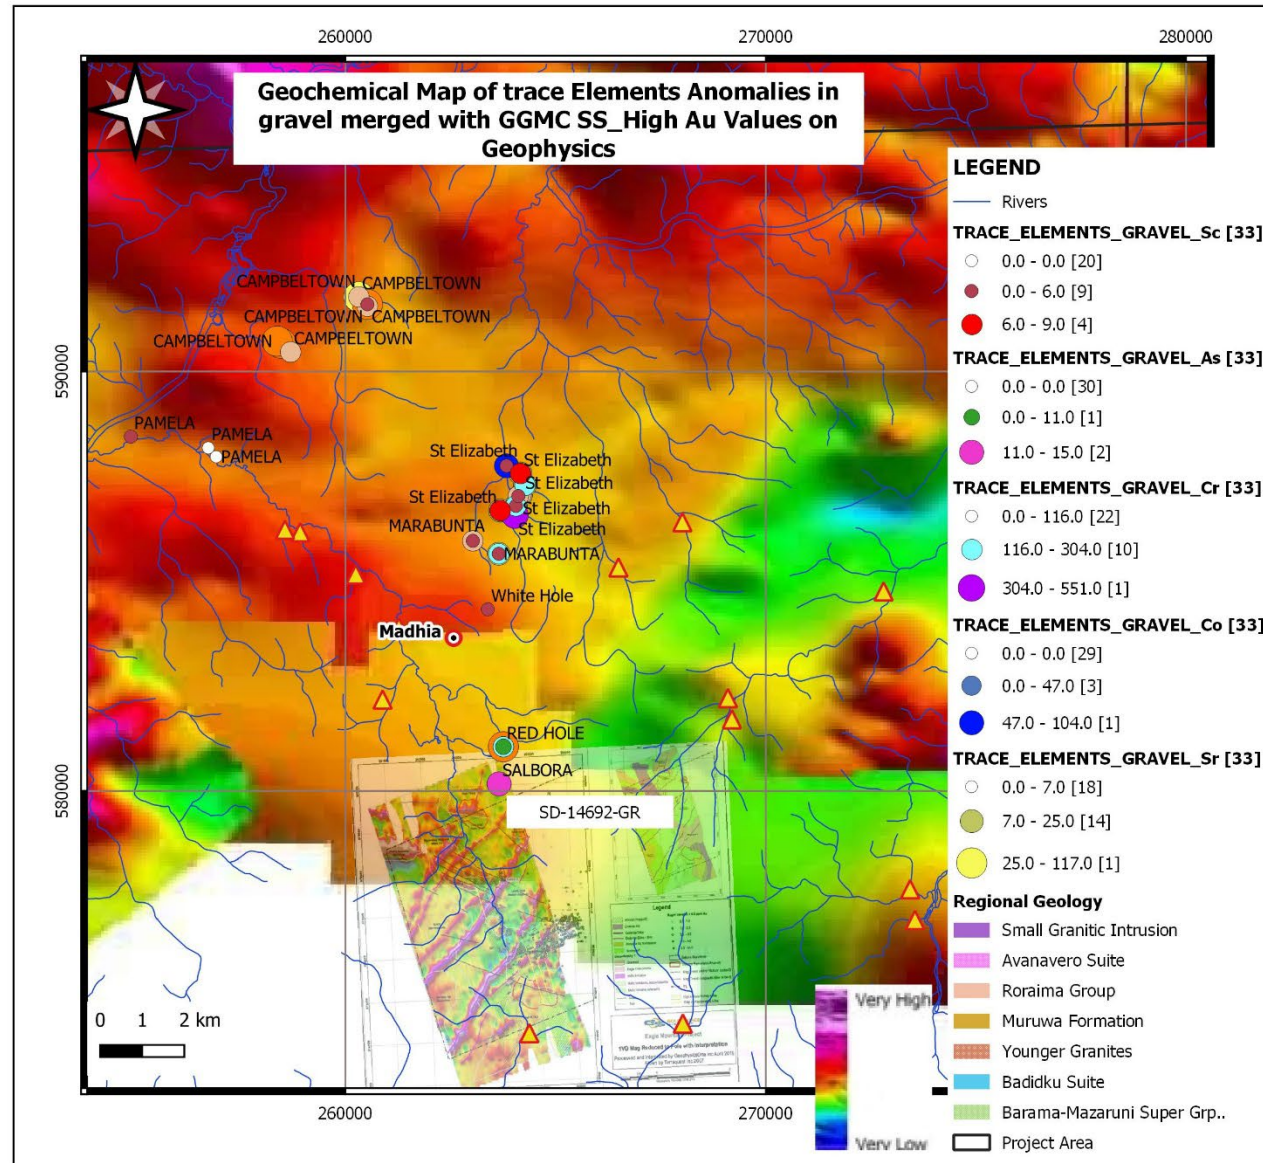 260000
270000
280000
Geochemical Map of trace Elements Anomalies in
gravel merged with GGMC SS_High Au Values on
Geophysics
590000
580000
CAMPBELTOWN
CAMPBELTOWN
CAMPBELTOWN
CAMPBELTOWN
CAMPBELTOWN
CAMPBELTOWN
PAMELA
PAMELA
PAMELA
St Elizabeth
St Elizabeth
St Elizabeth
St Elizabeth
St Elizabeth
St Elizabeth
MARABUNTA
MARABUNTA
White Hole
Madhia
RED HOLE
SALBORA
SD-14692-GR
Legend
TVD Mag Reduced to Pole with Interpretation
0 1 2 km
260000
270000
LEGEND
Rivers
TRACE_ELEMENTS_GRAVEL_Sc [33]
0.0 - 0.0 [20]
0.0 - 6.0 [9]
6.0 - 9.0 [4]
TRACE_ELEMENTS_GRAVEL_As [33]
0.0 - 0.0 [30]
0.0 - 11.0 [1]
11.0 - 15.0 [2]
TRACE_ELEMENTS_GRAVEL_Cr [33]
0.0 - 116.0 [22]
116.0 - 304.0 [10]
304.0 - 551.0 [1]
TRACE_ELEMENTS_GRAVEL_Co [33]
0.0 - 0.0 [29]
0.0 - 47.0 [3]
47.0 - 104.0 [1]
TRACE_ELEMENTS_GRAVEL_Sr [33]
0.0 - 7.0 [18]
7.0 - 25.0 [14]
25.0 - 117.0 [1]
Regional Geology
Small Granitic Intrusion
Avanavero Suite
Roraima Group
Muruwa Formation
Younger Granites
Badidku Suite
Barama-Mazaruni Super Grp..
Project Area
Very High
Very Low